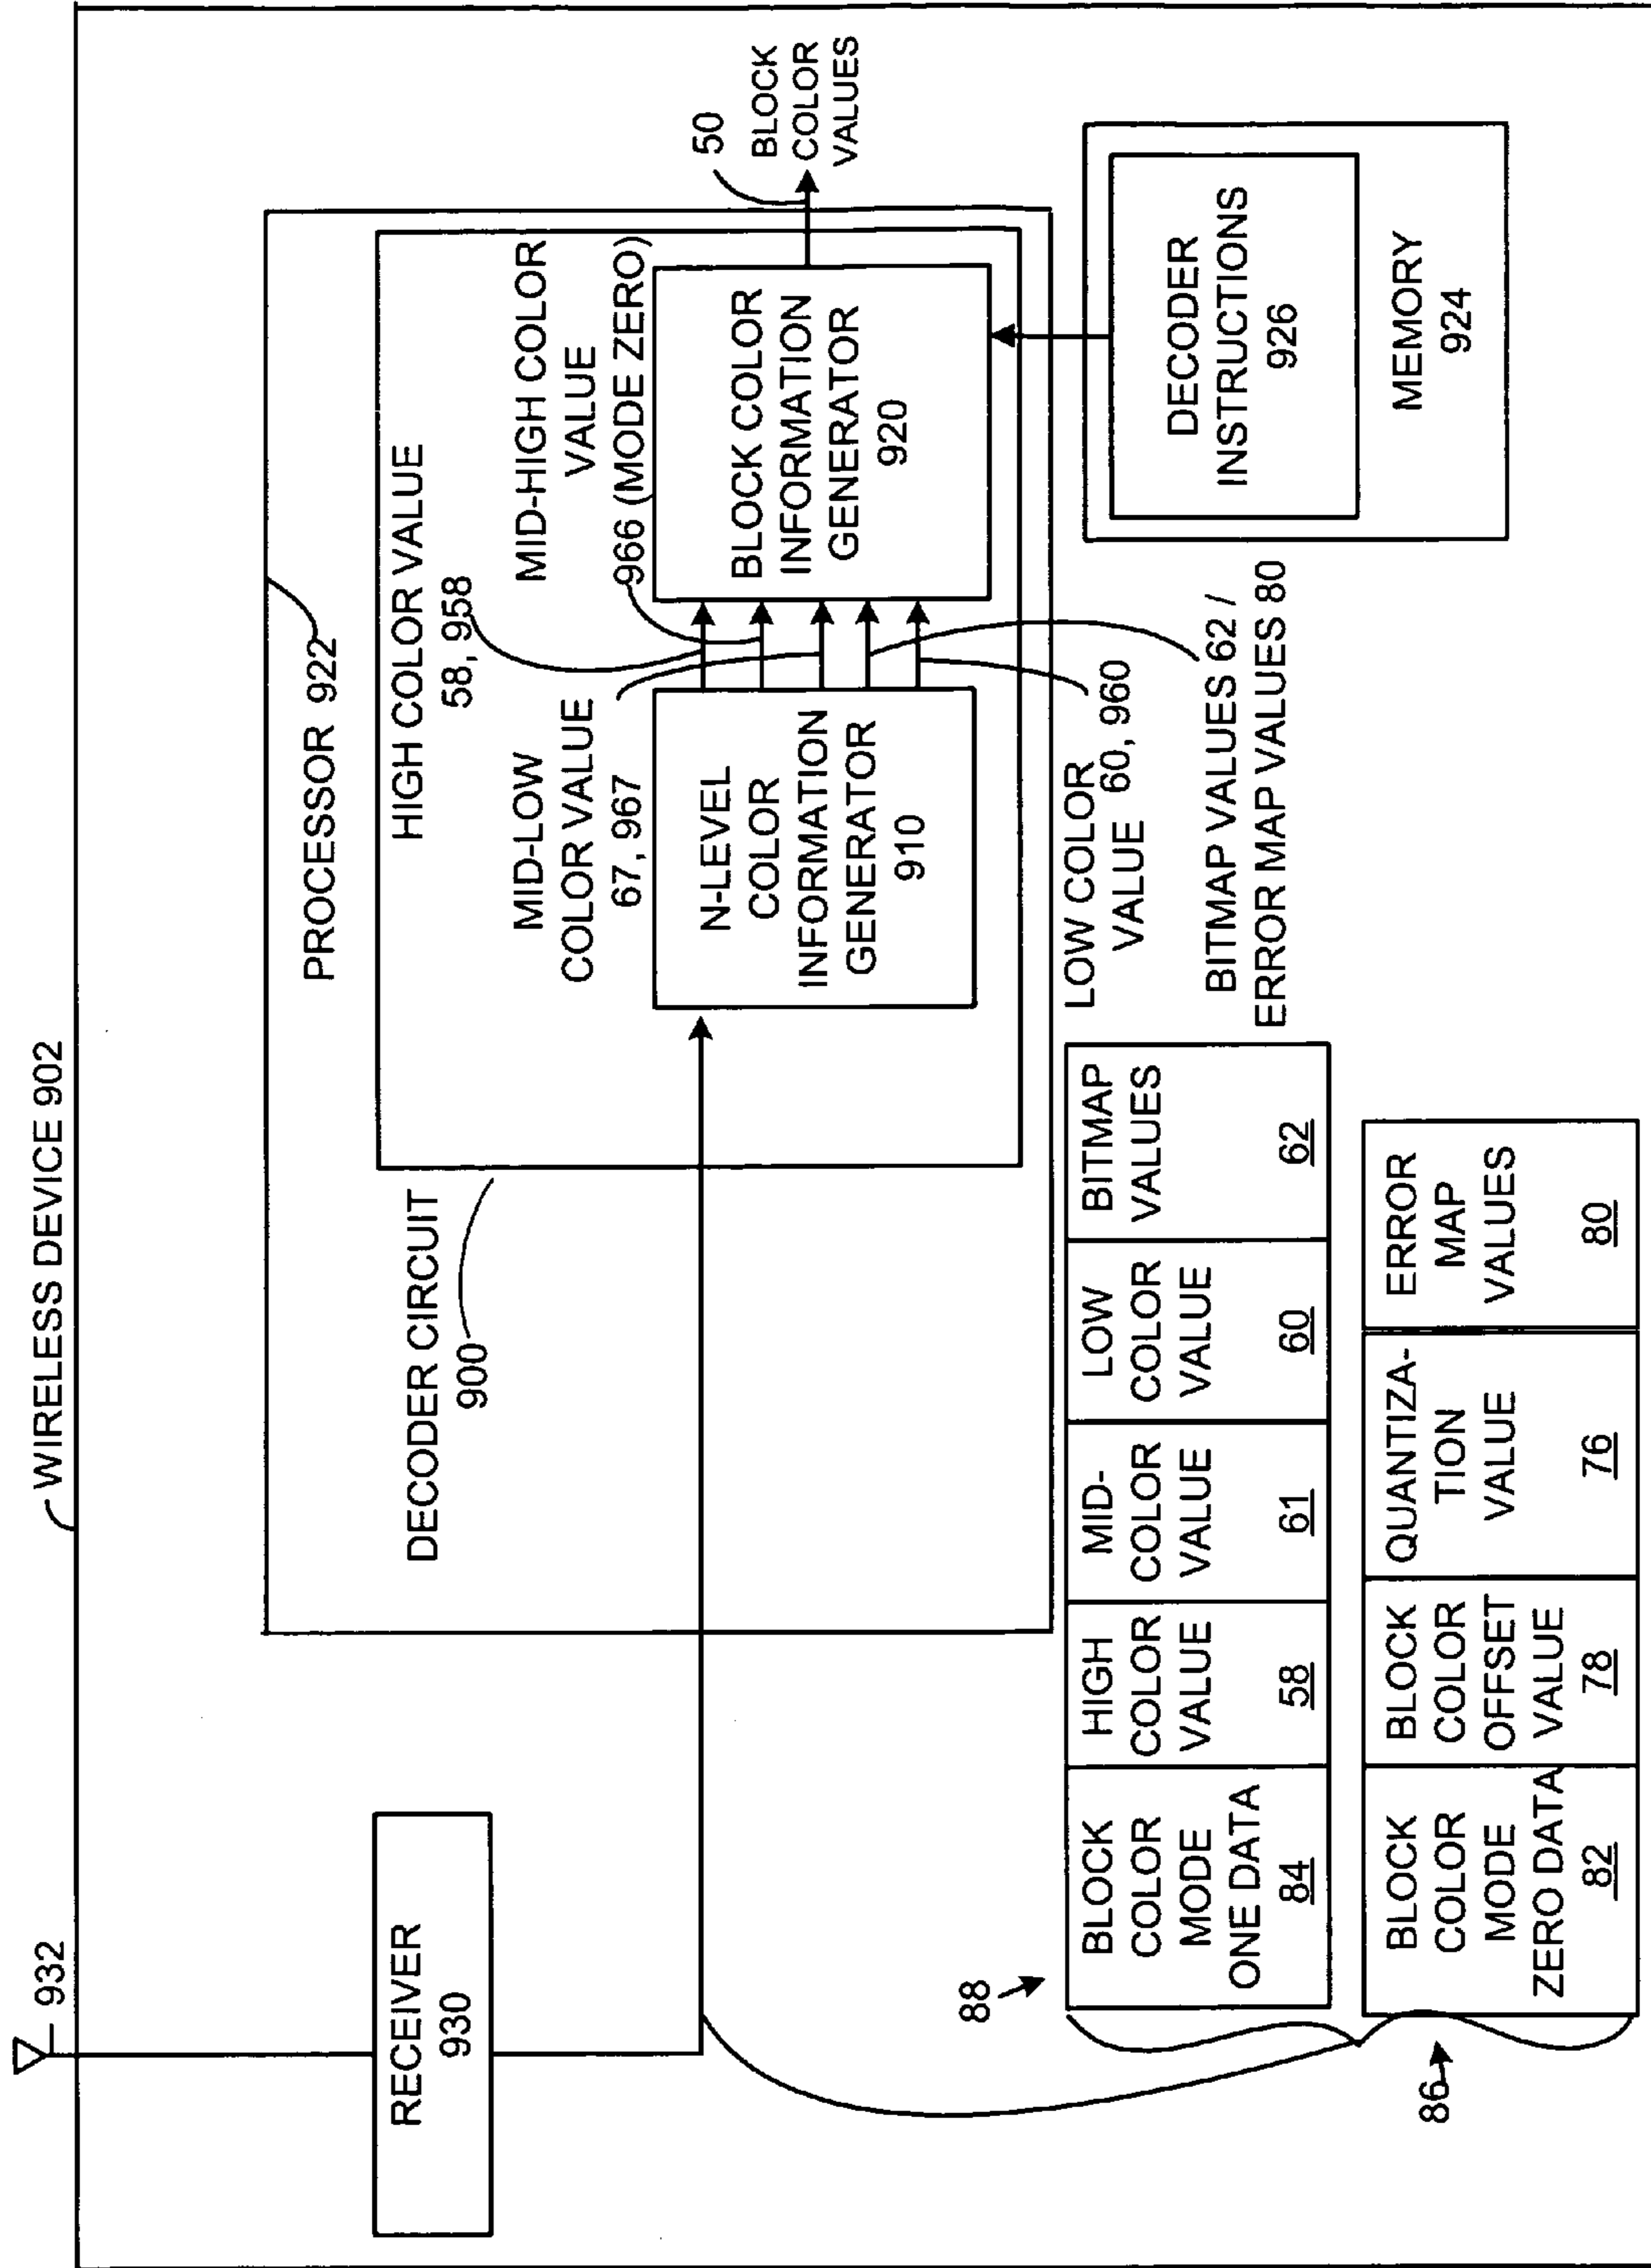 WIRELESS DEVICE 902
932
RECEIVER
930
PROCESSOR 922
DECODER CIRCUIT
900
HIGH COLOR VALUE
58, 958
MID-LOW
COLOR VALUE
67, 967
MID-HIGH COLOR
VALUE
966 (MODE ZERO)
N-LEVEL
COLOR
INFORMATION
GENERATOR
910
BLOCK COLOR
INFORMATION
GENERATOR
920
50
BLOCK
COLOR
VALUES
LOW COLOR
VALUE 60, 960
BITMAP VALUES 62 /
ERROR MAP VALUES 80
DECODER
INSTRUCTIONS
926
MEMORY
924
88
BLOCK
COLOR
MODE
ONE DATA
84
HIGH
COLOR
VALUE
58
MID-
COLOR
VALUE
61
LOW
COLOR
VALUE
60
BITMAP
VALUES
62
86
BLOCK
COLOR
MODE
ZERO DATA
82
BLOCK
COLOR
OFFSET
VALUE
78
QUANTIZA-
TION
VALUE
76
ERROR
MAP
VALUES
80